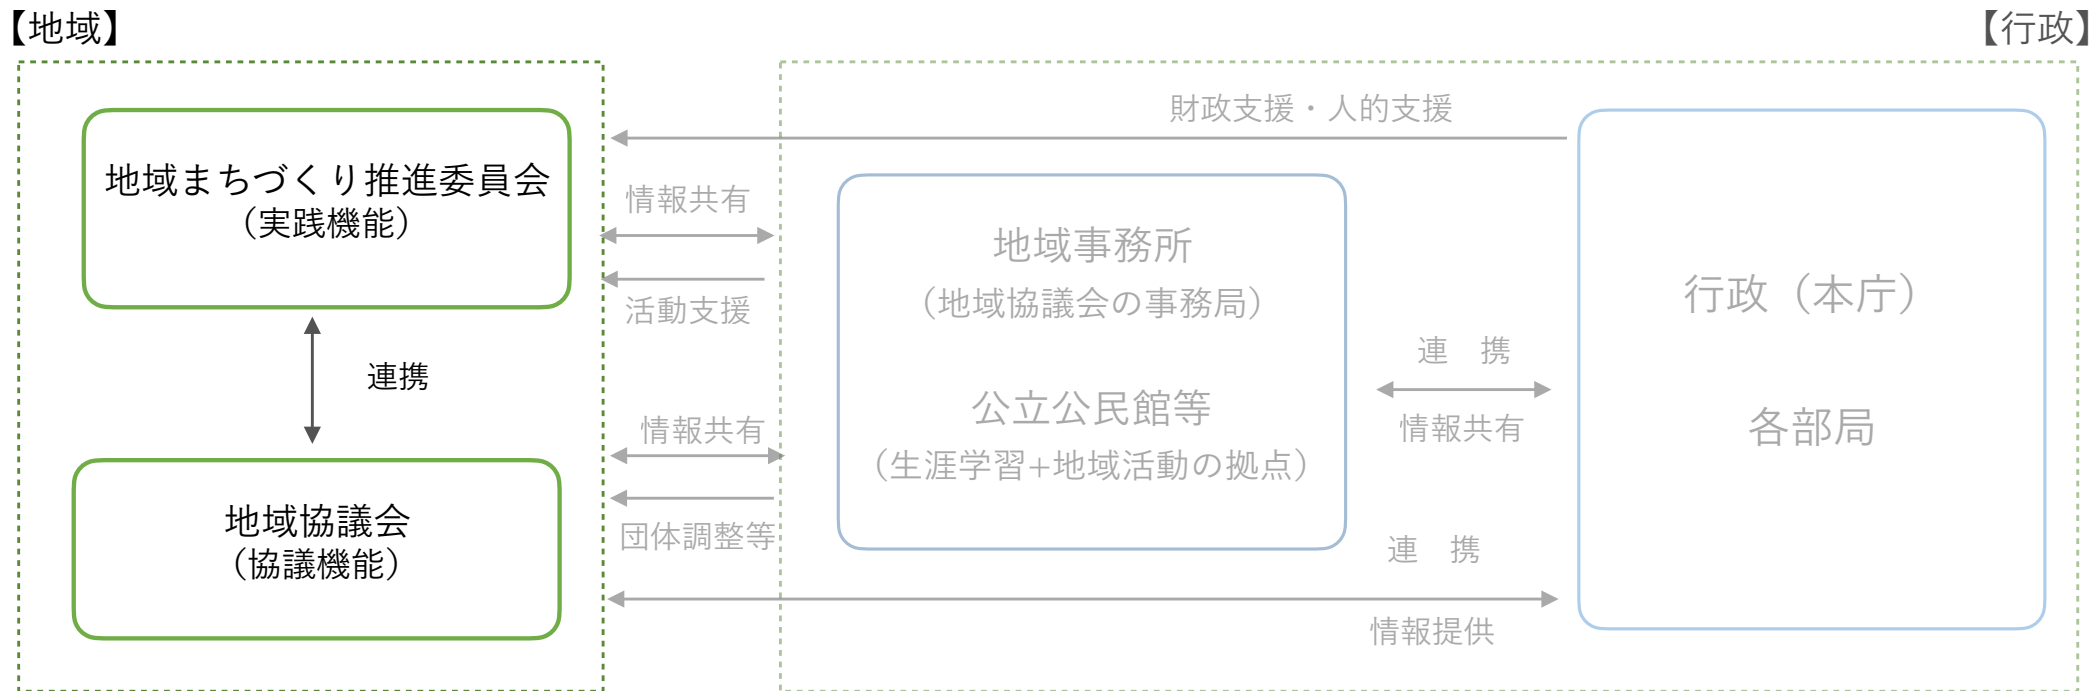 【地域】
【行政】
地域まちづくり推進委員会
（実践機能）
連携
地域協議会
（協議機能）
財政支援・人的支援
情報共有
活動支援
情報共有
団体調整等
地域事務所
（地域協議会の事務局）
公立公民館等
（生涯学習+地域活動の拠点）
連　携
情報共有
連　携
情報提供
行政（本庁）
各部局